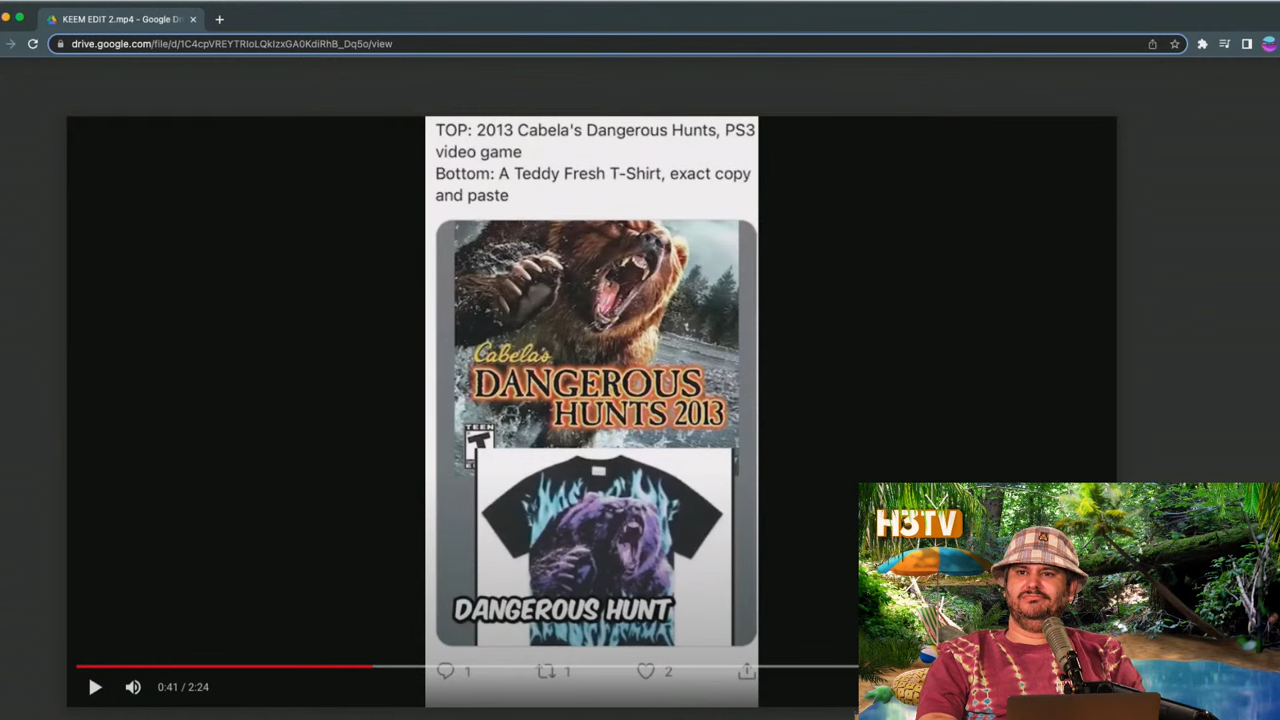 KEEM EDIT 2.mp4 - Google Dr
drive.google.com/file/d/1C4cpVREYTRIoLQkIzxGA0KdiRhB_Dq5o/view
TOP: 2013 Cabela's Dangerous Hunts, PS3
video game
Bottom: A Teddy Fresh T-Shirt, exact copy
and paste
Cabela's
DANGEROUS
HUNTS 2013
TEEN
T
DANGEROUS HUNT
1
1
2
0:41 / 2:24
H3TV